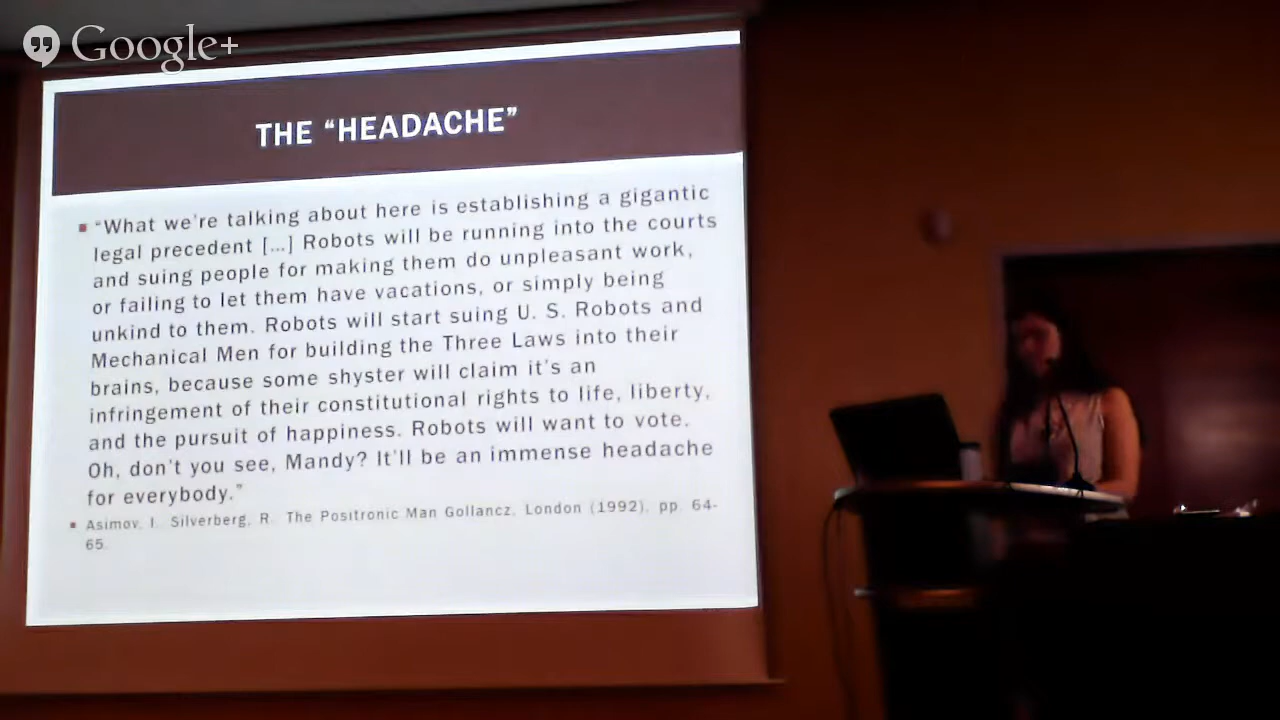 Google+
THE “HEADACHE”
“What we're talking about here is establishing a gigantic
legal precedent [...] Robots will be running into the courts
and suing people for making them do unpleasant work,
or failing to let them have vacations, or simply being
unkind to them. Robots will start suing U. S. Robots and
Mechanical Men for building the Three Laws into their
brains, because some shyster will claim it's an
infringement of their constitutional rights to life, liberty,
and the pursuit of happiness. Robots will want to vote.
Oh, don't you see, Mandy? It'll be an immense headache
for everybody.”
Asimov, I. Silverberg, R. The Positronic Man Gollancz, London (1992), pp. 64-
65.